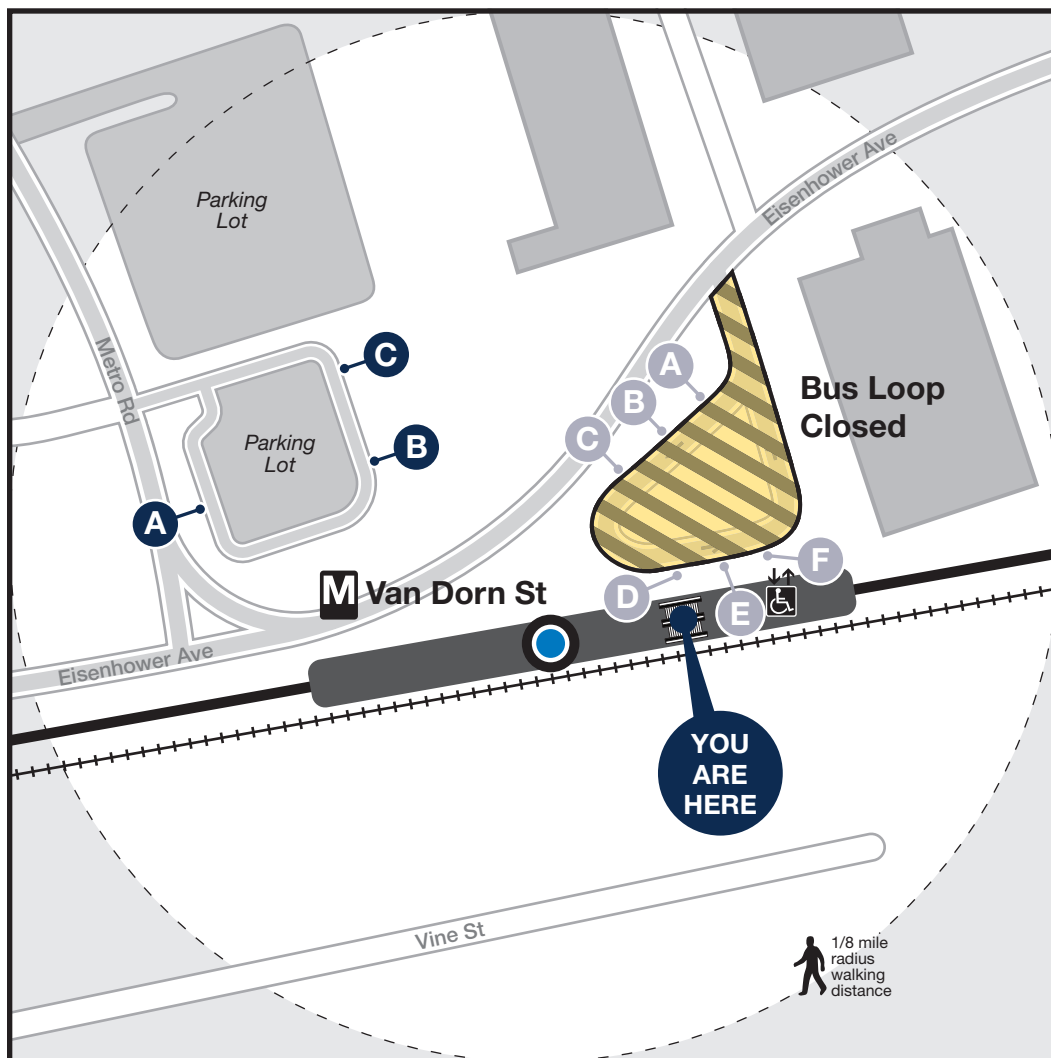 Parking
Lot
Eisenhower Ave
Metro Rd
C
A
B
C
Bus Loop
Closed
Parking
Lot
B
A
F
D
E
M Van Dorn St
Eisenhower Ave
YOU
ARE
HERE
Vine St
1/8 mile
radius
walking
distance